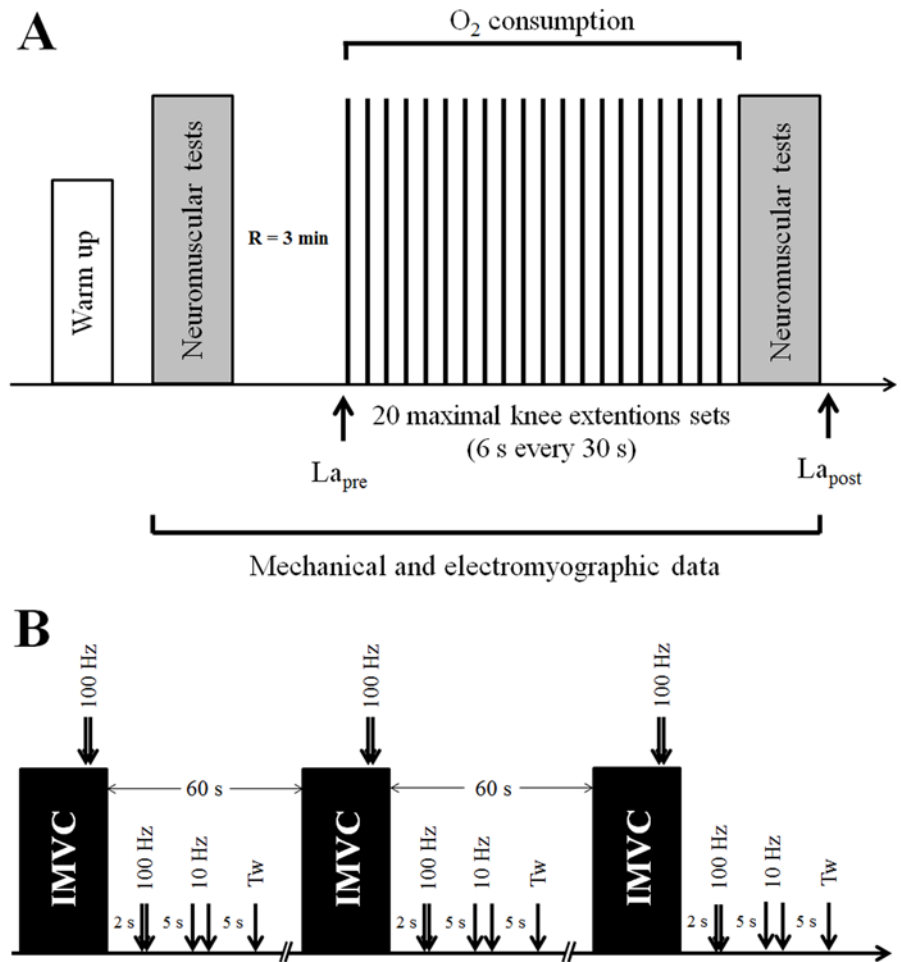 A
O₂ consumption
Warm up
Neuromuscular tests
R = 3 min
Neuromuscular tests
20 maximal knee extentions sets
(6 s every 30 s)
La_pre
La_post
Mechanical and electromyographic data
B
100 Hz
100 Hz
100 Hz
60 s
60 s
IMVC
IMVC
IMVC
2 s
100 Hz
5 s
10 Hz
5 s
Tw
2 s
100 Hz
5 s
10 Hz
5 s
Tw
2 s
100 Hz
5 s
10 Hz
5 s
Tw